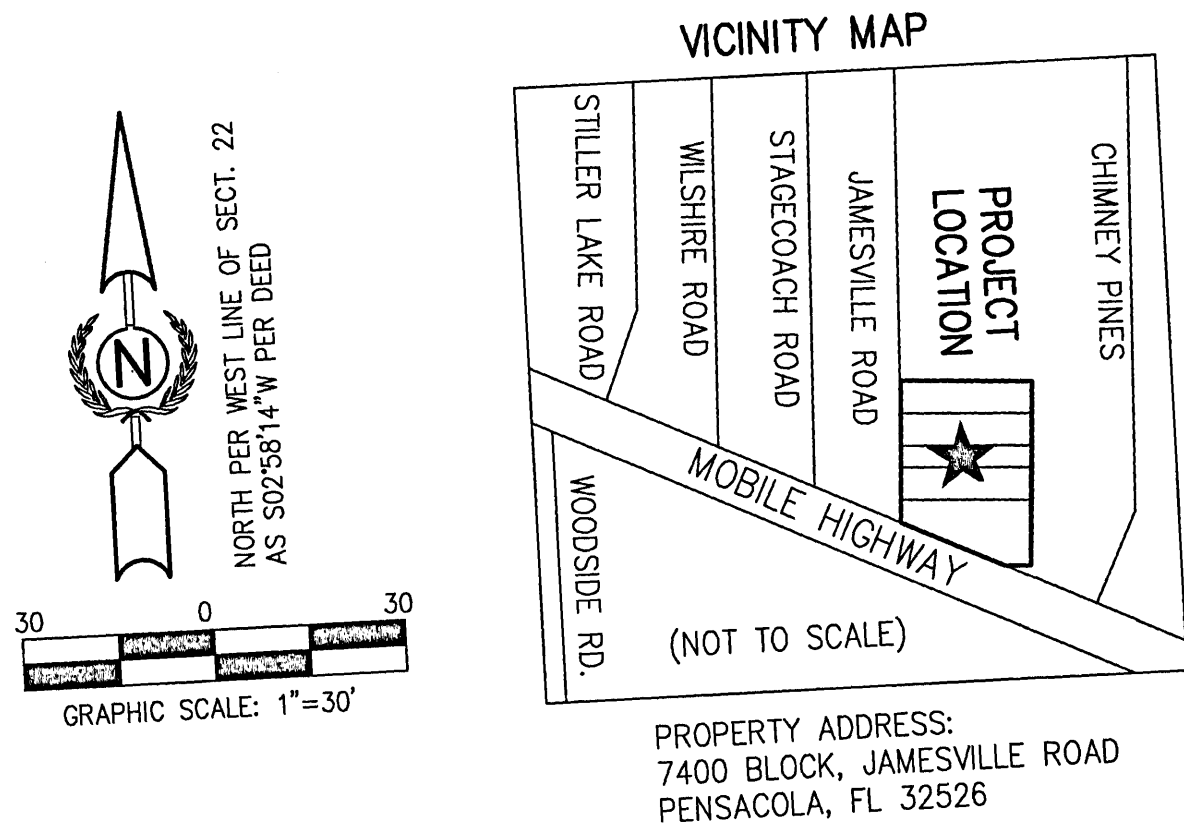 VICINITY MAP
NORTH PER WEST LINE OF SECT. 22
AS S02°58'14"W PER DEED
N
30 0 30
GRAPHIC SCALE: 1"=30'
STILLER LAKE ROAD
WILSHIRE ROAD
STAGECOACH ROAD
JAMESVILLE ROAD
PROJECT
LOCATION
CHIMNEY PINES
MOBILE HIGHWAY
WOODSIDE RD.
(NOT TO SCALE)
PROPERTY ADDRESS:
7400 BLOCK, JAMESVILLE ROAD
PENSACOLA, FL 32526